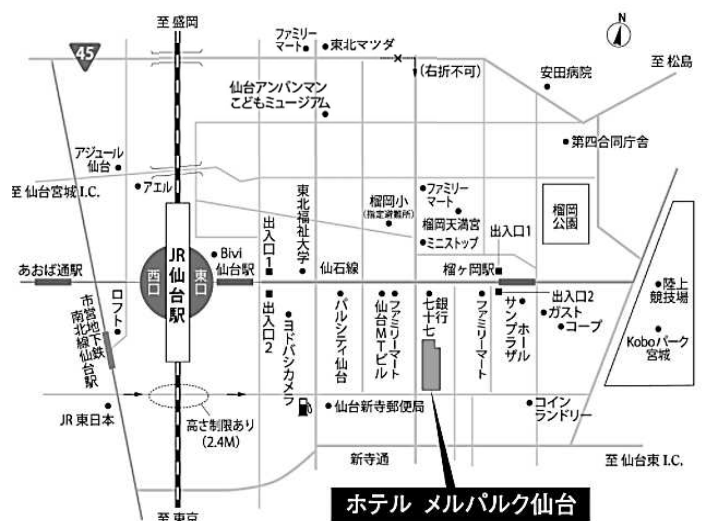 至 盛岡
N
45
ファミリー
マート
東北マツダ
(右折不可)
至 松島
安田病院
仙台アンパンマン
こどもミュージアム
第四合同庁舎
アジュール
仙台
至 仙台宮城 I.C.
アエル
東北福祉大学
榴岡小
(指定避難所)
ファミリー
マート
榴岡天満宮
ミニストップ
出入口1
榴岡
公園
出入口1
Bivi
仙台駅
仙石線
榴ヶ岡駅
あおば通駅
西口
JR仙台駅
東口
陸上
競技場
Koboパーク
宮城
市営地下鉄
南北線仙台駅
ロフト
出入口2
ヨドバシカメラ
パルシティ仙台
仙台MTビル
ファミリーマート
七十七
銀行
ファミリーマート
サンプラザ
ホール
出入口2
ガスト
コープ
JR東日本
高さ制限あり
(2.4M)
仙台新寺郵便局
コイン
ランドリー
新寺通
至 仙台東 I.C.
ホテル メルパルク仙台
至 東京